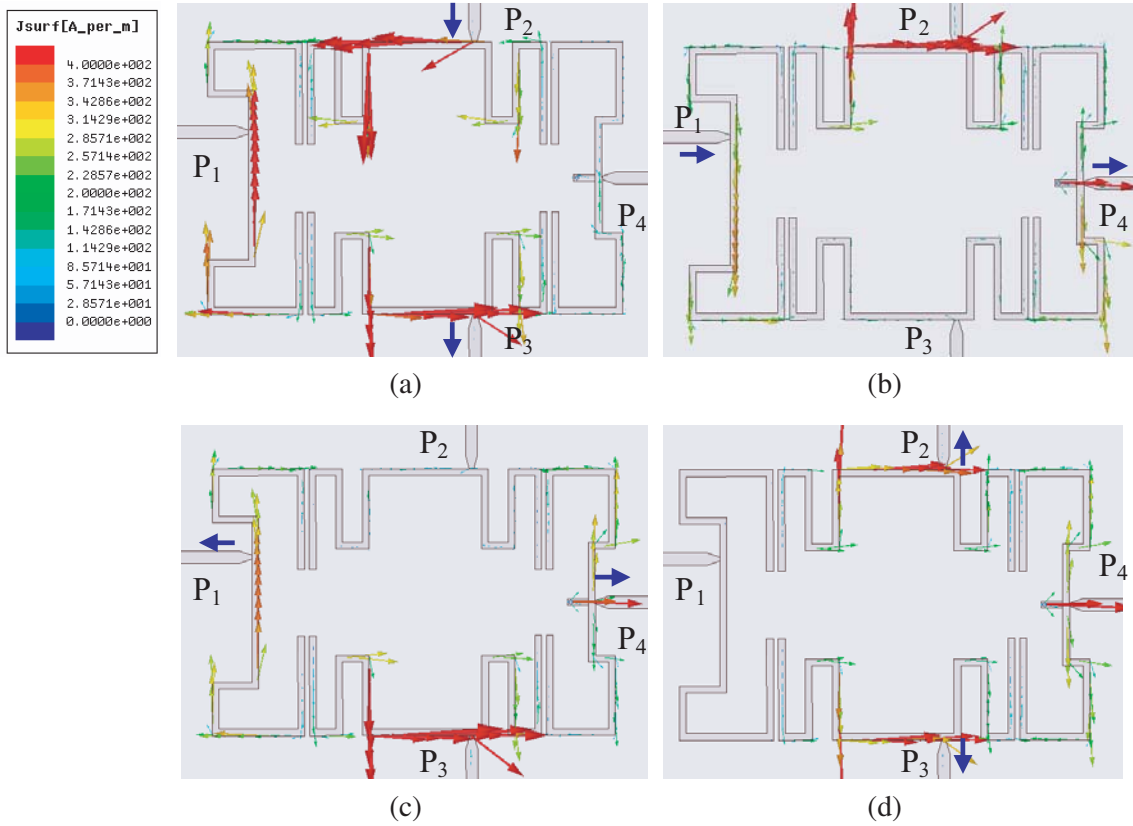 Jsurf[A_per_m]
4.0000e+002
3.7143e+002
3.4286e+002
3.1429e+002
2.8571e+002
2.5714e+002
2.2857e+002
2.0000e+002
1.7143e+002
1.4286e+002
1.1429e+002
8.5714e+001
5.7143e+001
2.8571e+001
0.0000e+000
P2
P1
P4
P3
(a)
P2
P1
P4
P3
(b)
P2
P1
P4
P3
(c)
P2
P1
P4
P3
(d)